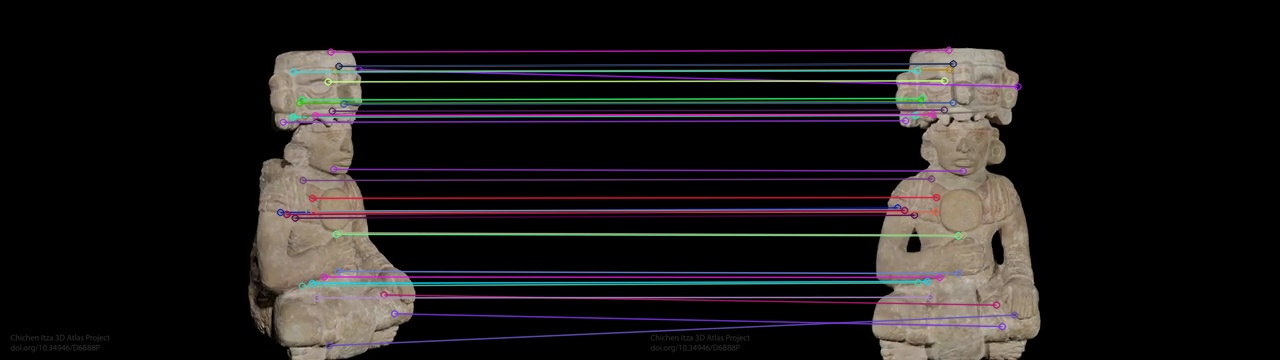 Chichen Itza 3D Atlas Project
doi.org/10.34946/D6B88P
Chichen Itza 3D Atlas Project
doi.org/10.34946/D6B88P